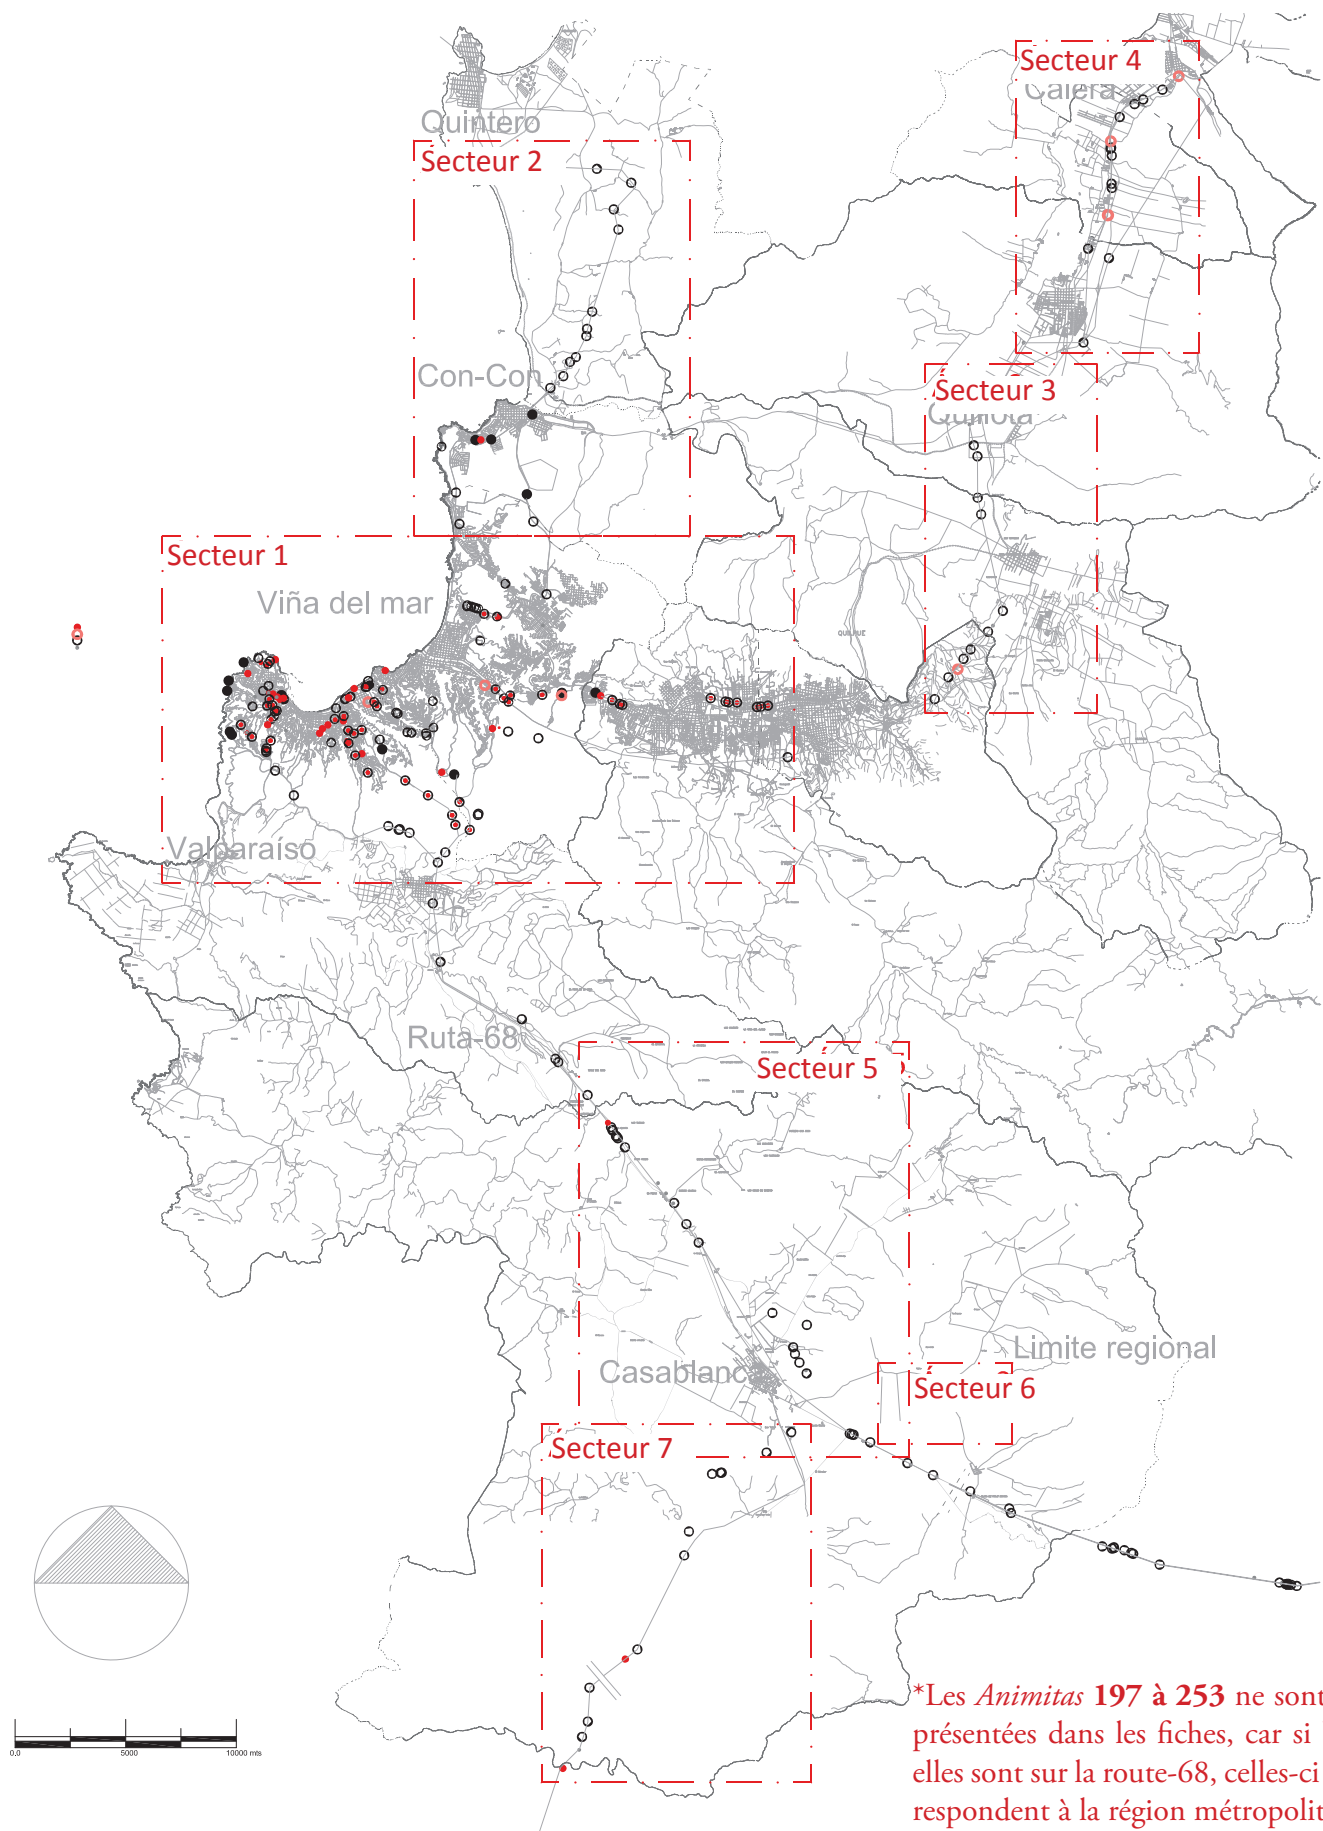 Secteur 4
Calera
Quintero
Secteur 2
Con-Con
Secteur 3
Quillota
Secteur 1
Viña del mar
QUILPUE
Valparaíso
Ruta-68
Secteur 5
Limite regional
Casablanca
Secteur 6
Secteur 7
0,0 5000 10000 mts
*Les Animitas 197 à 253 ne sont
présentées dans les fiches, car si
elles sont sur la route-68, celles-ci
respondent à la région métropolit